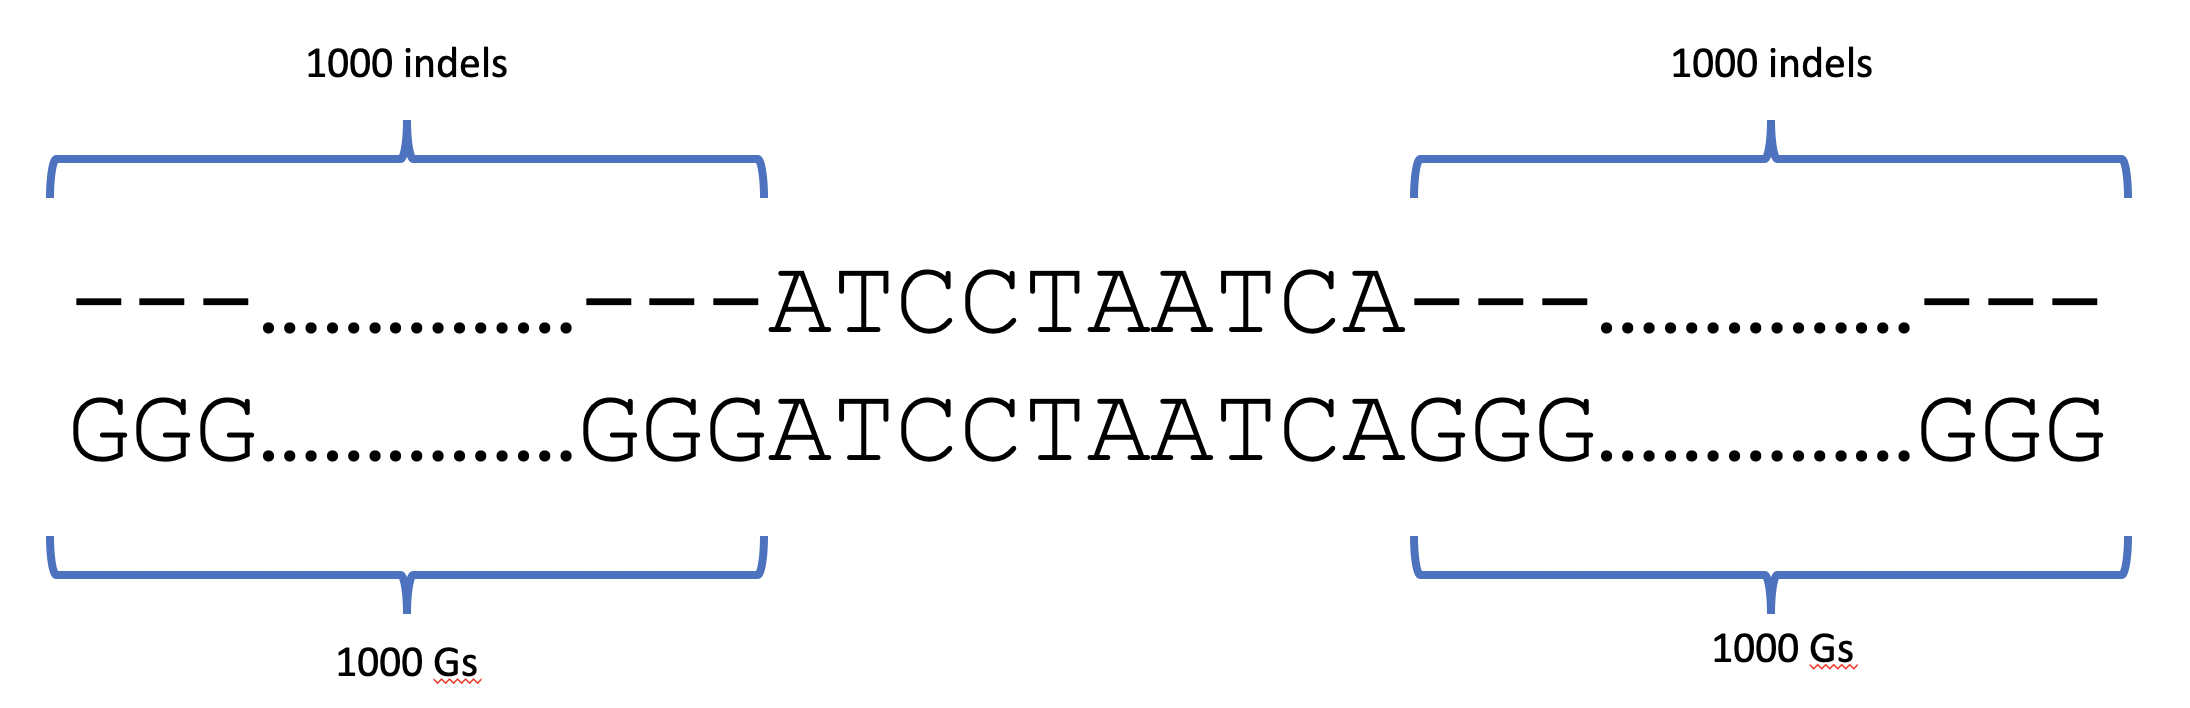 1000 indels 1000 indels
---...............---ATCCTAATCA---...............---
GGG...............GGGATCCTAATCAGGG...............GGG
1000 Gs 1000 Gs